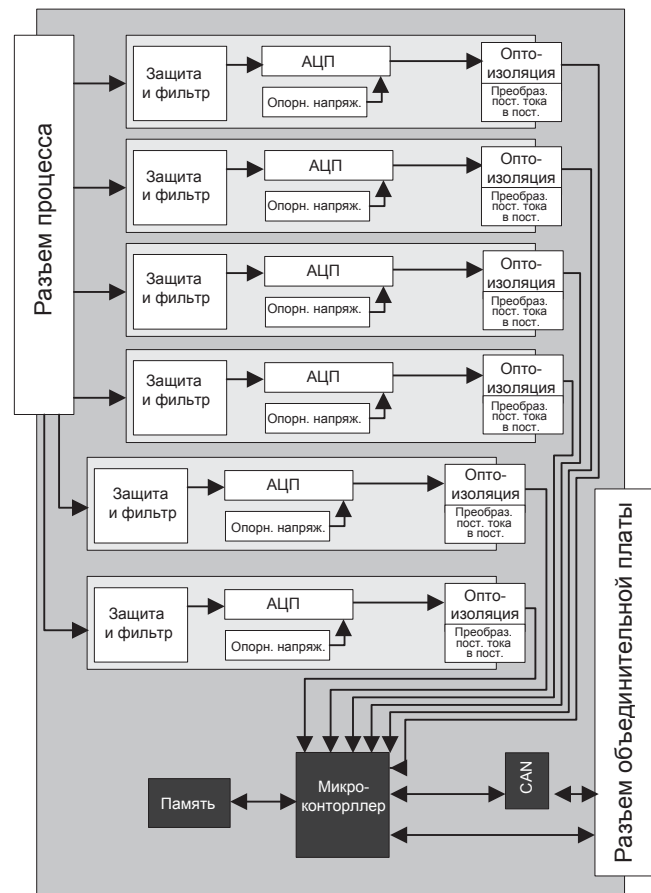 Разъем процесса
Защита
и фильтр
АЦП
Опорн. напряж.
Опто-
изоляция
Преобраз.
пост. тока
в пост.
Защита
и фильтр
АЦП
Опорн. напряж.
Опто-
изоляция
Преобраз.
пост. тока
в пост.
Защита
и фильтр
АЦП
Опорн. напряж.
Опто-
изоляция
Преобраз.
пост. тока
в пост.
Защита
и фильтр
АЦП
Опорн. напряж.
Опто-
изоляция
Преобраз.
пост. тока
в пост.
Защита
и фильтр
АЦП
Опорн. напряж.
Опто-
изоляция
Преобраз.
пост. тока
в пост.
Защита
и фильтр
АЦП
Опорн. напряж.
Опто-
изоляция
Преобраз.
пост. тока
в пост.
Память
Микро-
конторллер
CAN
Разъем объединительной платы